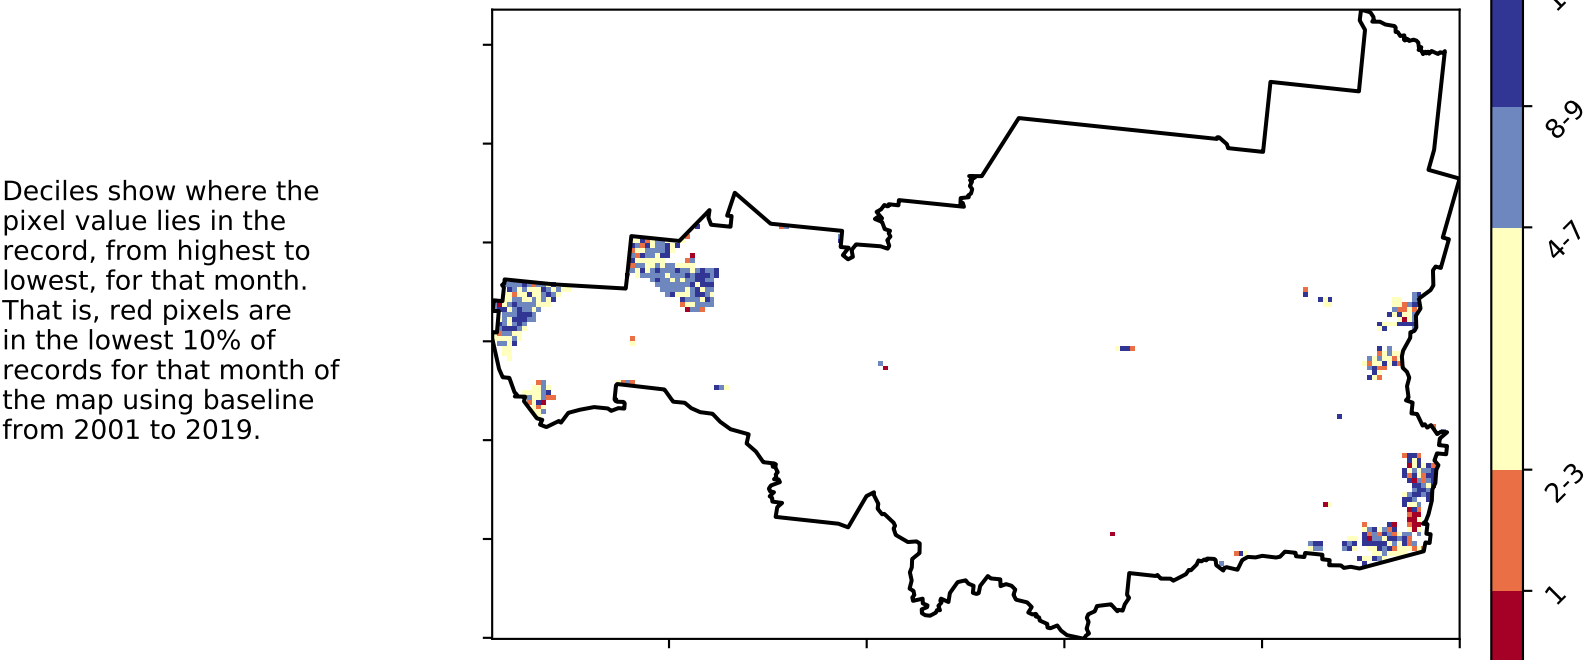 Deciles show where the
pixel value lies in the
record, from highest to
lowest, for that month.
That is, red pixels are
in the lowest 10% of
records for that month of
the map using baseline
from 2001 to 2019.
8-9
4-7
2-3
1